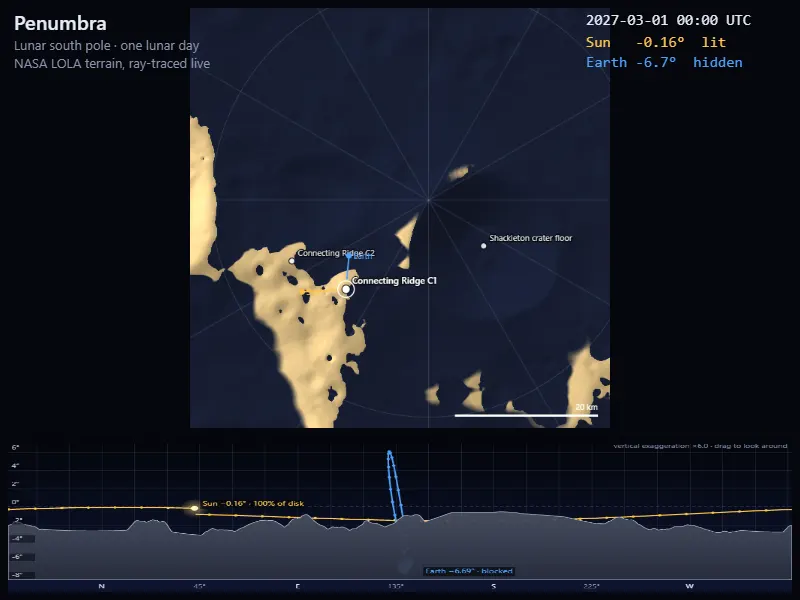 Penumbra
Lunar south pole · one lunar day
NASA LOLA terrain, ray-traced live
2027-03-01 00:00 UTC
Sun -0.16° lit
Earth -6.7° hidden
Shackleton crater floor
Connecting Ridge C2
Earth
Connecting Ridge C1
20 km
vertical exaggeration ×6.0 · drag to look around
6°
4°
2°
0°
-2°
-4°
-6°
-8°
Sun −0.16° · 100% of disk
Earth −6.69° · blocked
N 45° E 135° S 225° W